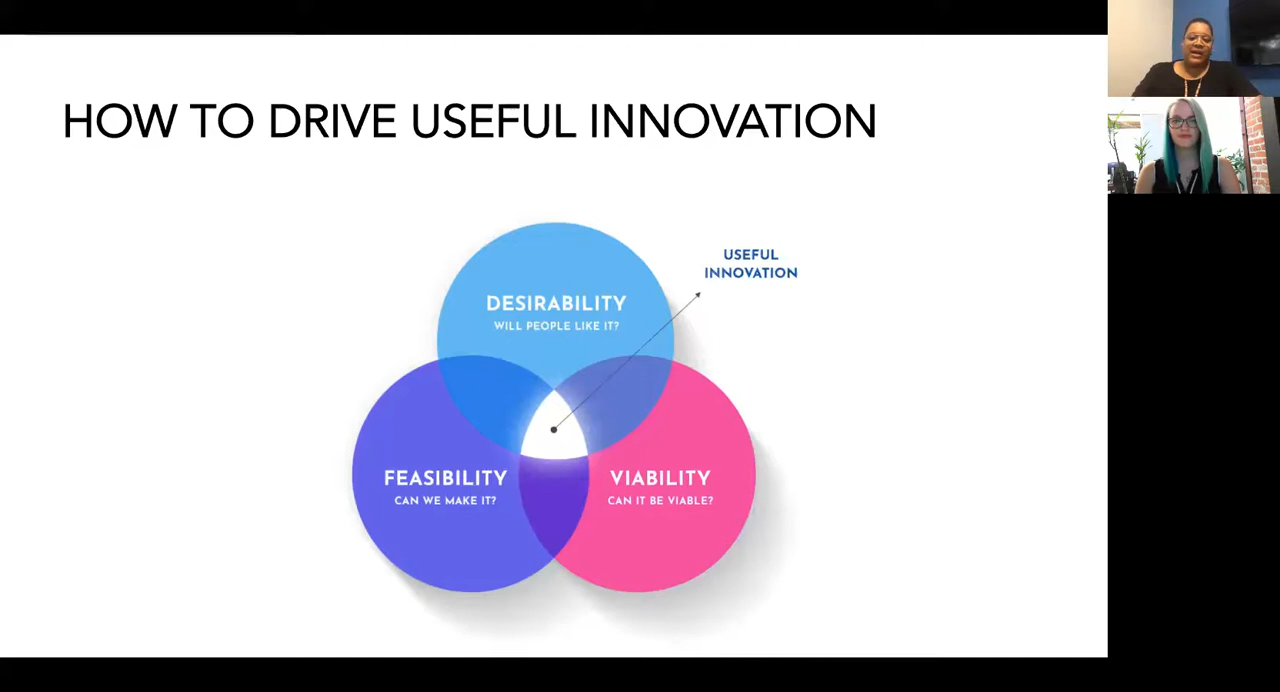 HOW TO DRIVE USEFUL INNOVATION
USEFUL
INNOVATION
DESIRABILITY
WILL PEOPLE LIKE IT?
FEASIBILITY
CAN WE MAKE IT?
VIABILITY
CAN IT BE VIABLE?